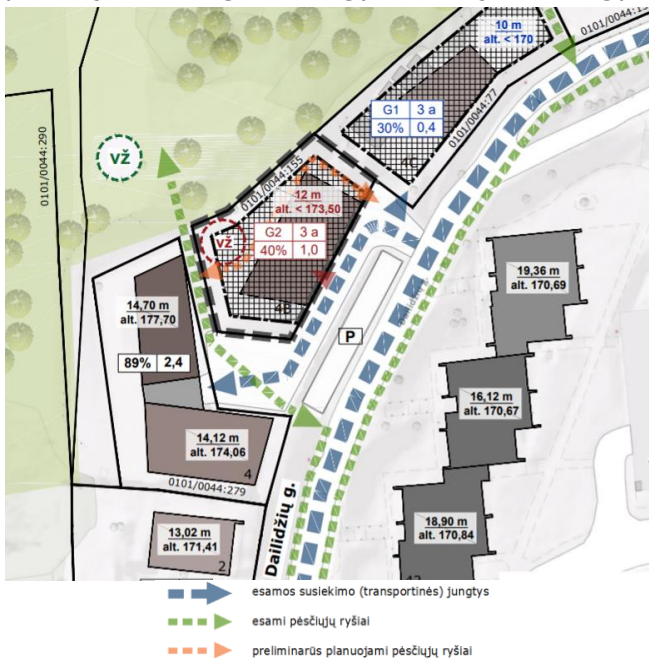 10 m
alt. < 170
G1 3 a
30% 0,4
0101/0044:77
4C
0101/0044:290
VŽ
0101/0044:155
12 m
alt. < 173,50
VŽ
G2 3 a
40% 1,0
4B
14,70 m
alt. 177,70
89% 2,4
P
19,36 m
alt. 170,69
16,12 m
alt. 170,67
14,12 m
alt. 174,06
4
0101/0044:279
Dailidžių g.
13,02 m
alt. 171,41
2
18,90 m
alt. 170,84
esamos susiekimo (transportinės) jungtys
esami pėsčiųjų ryšiai
preliminarūs planuojami pėsčiųjų ryšiai